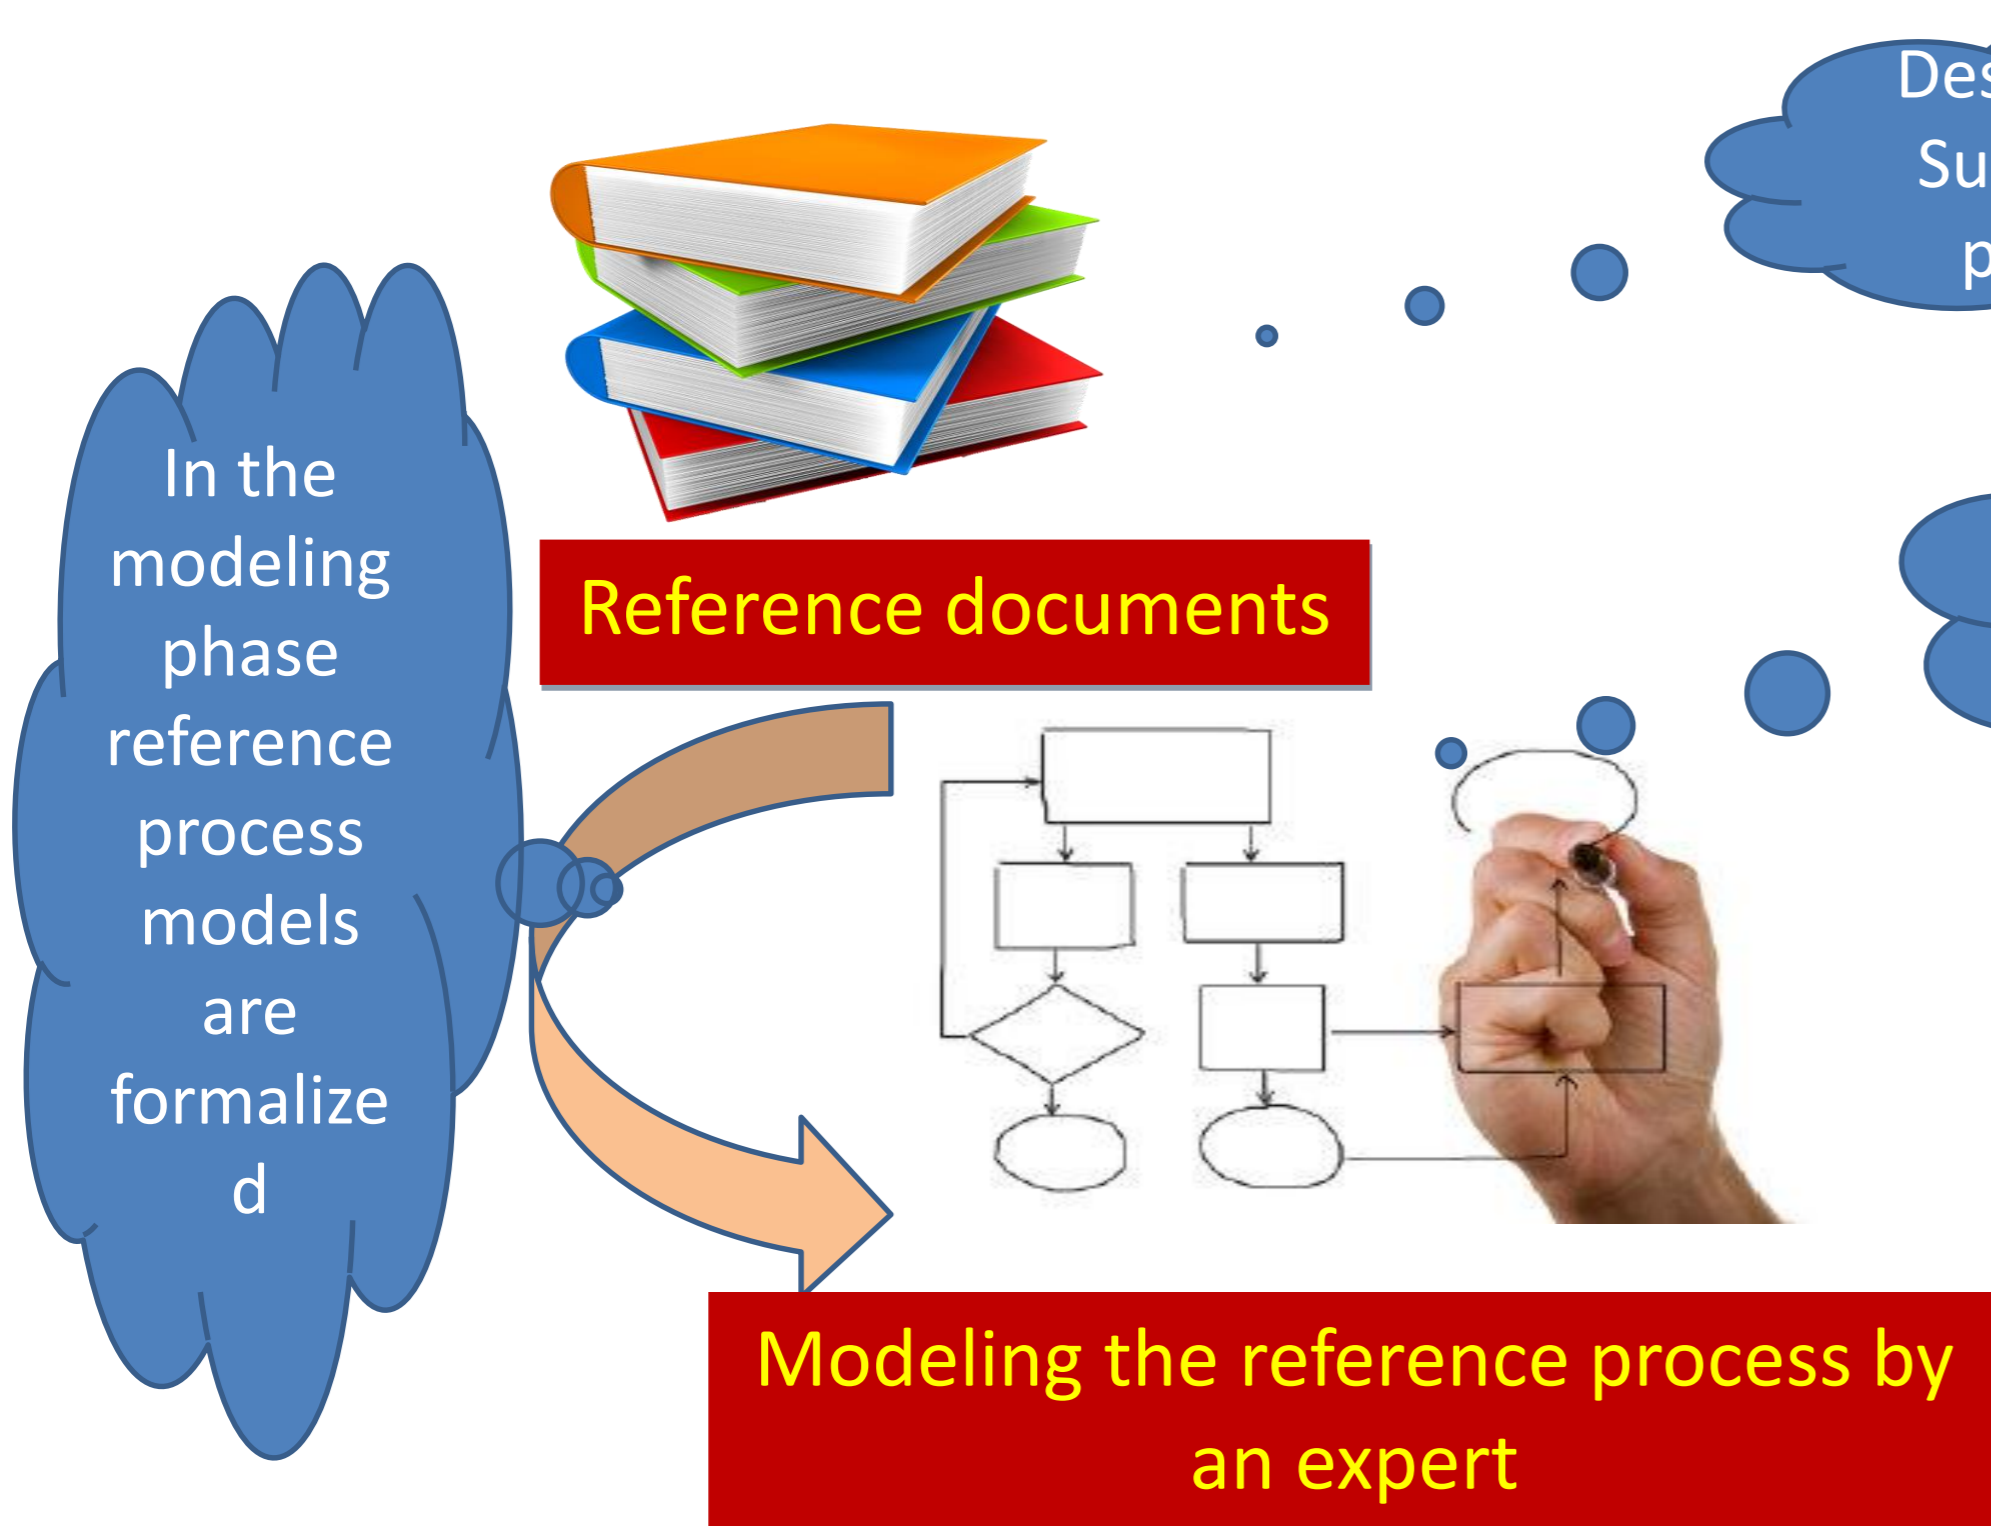 In the
modeling
phase
reference
process
models
are
formalize
d
Reference documents
Modeling the reference process by
an expert